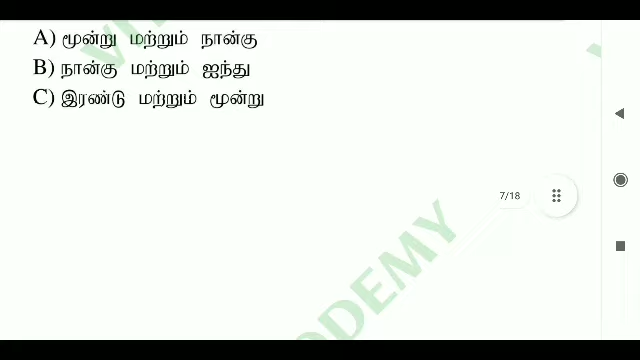 A) மூன்று மற்றும் நான்கு
B) நான்கு மற்றும் ஐந்து
C) இரண்டு மற்றும் மூன்று
7/18